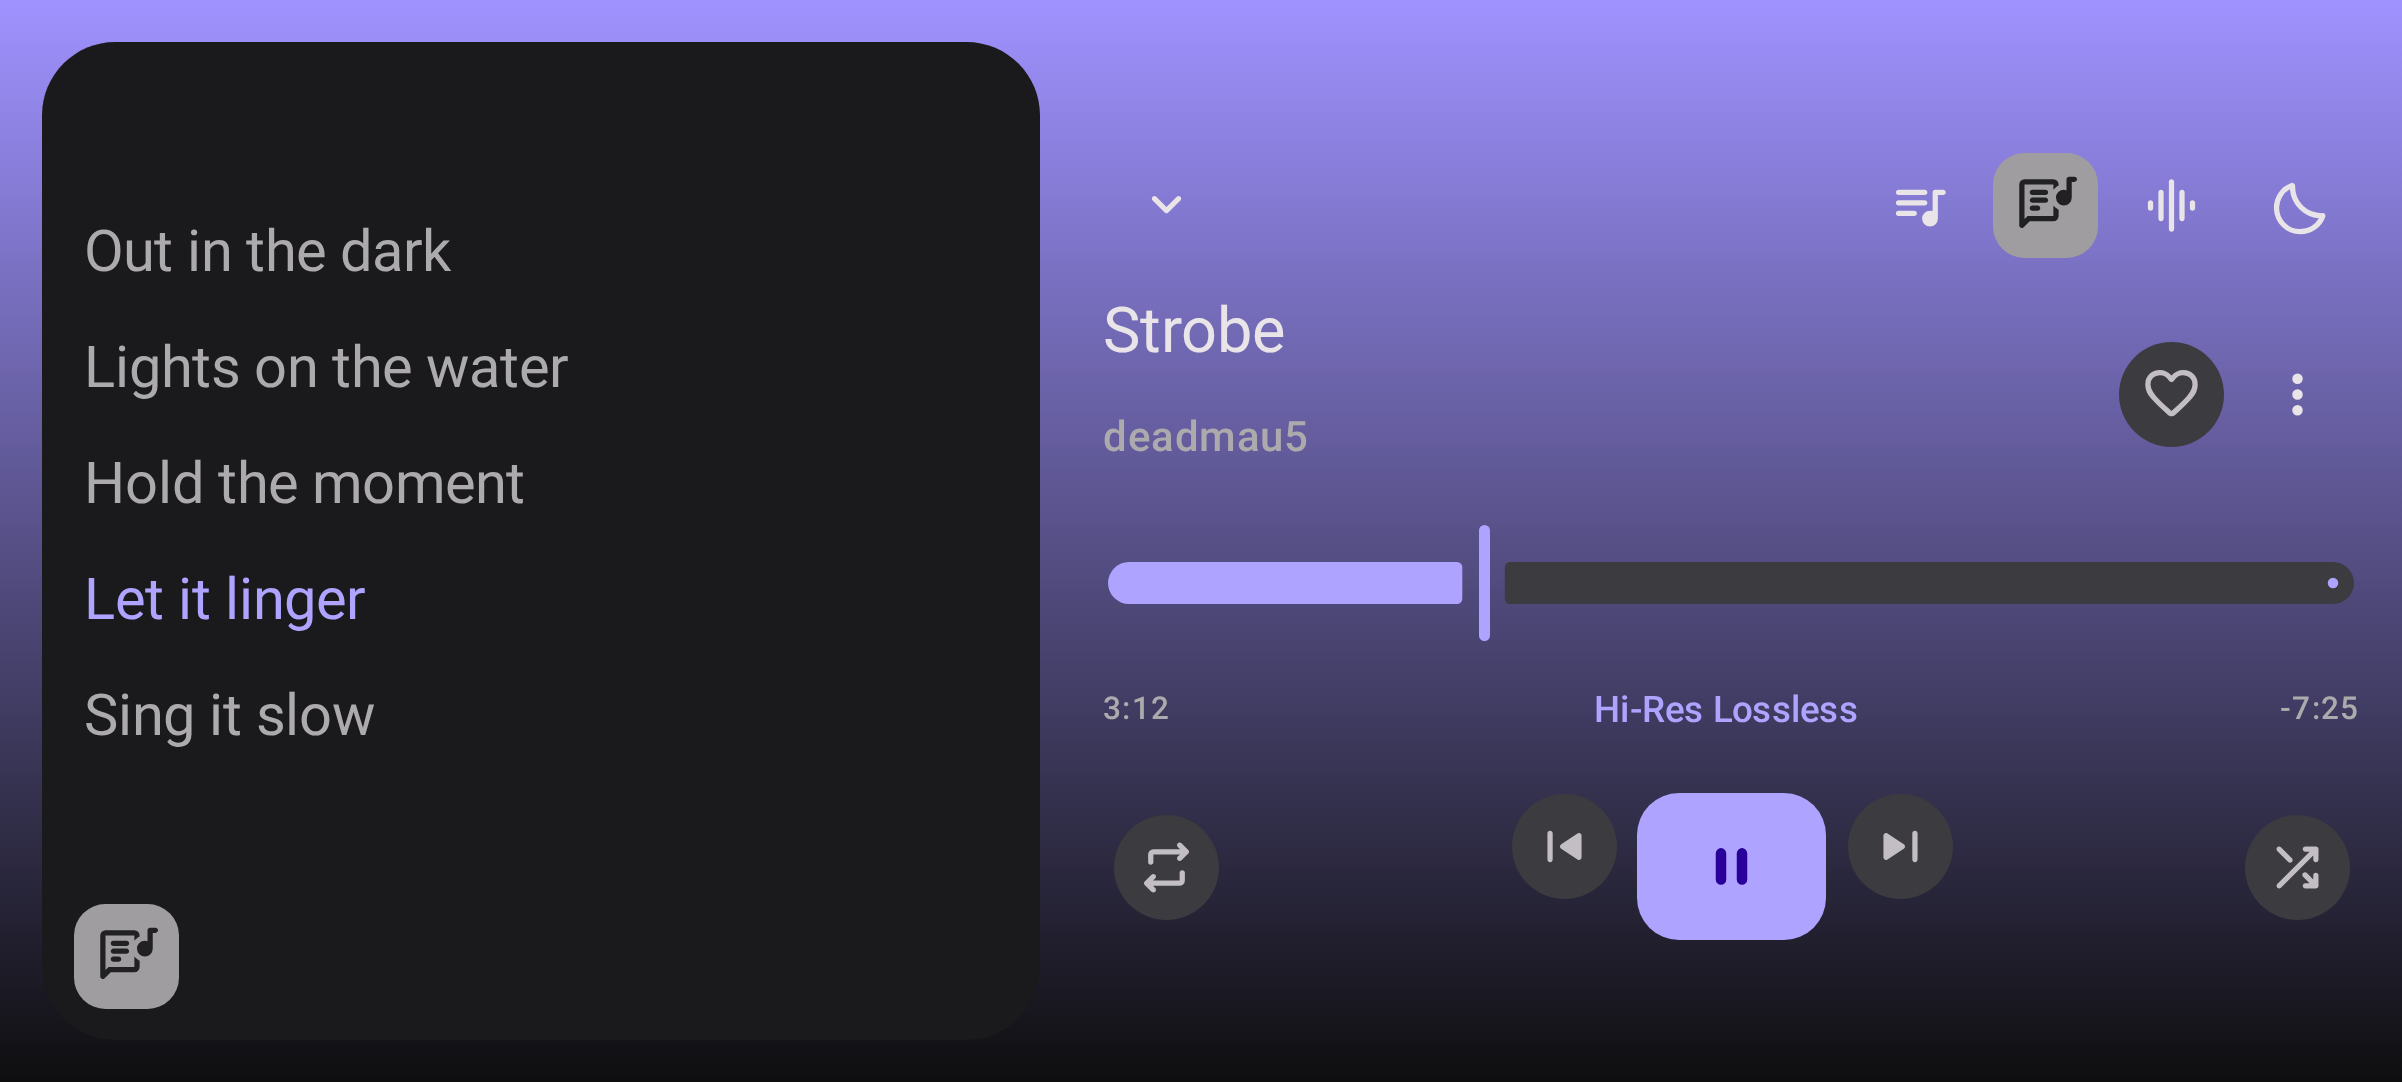 Out in the dark
Lights on the water
Hold the moment
Let it linger
Sing it slow
Strobe
deadmau5
3:12
Hi-Res Lossless
-7:25